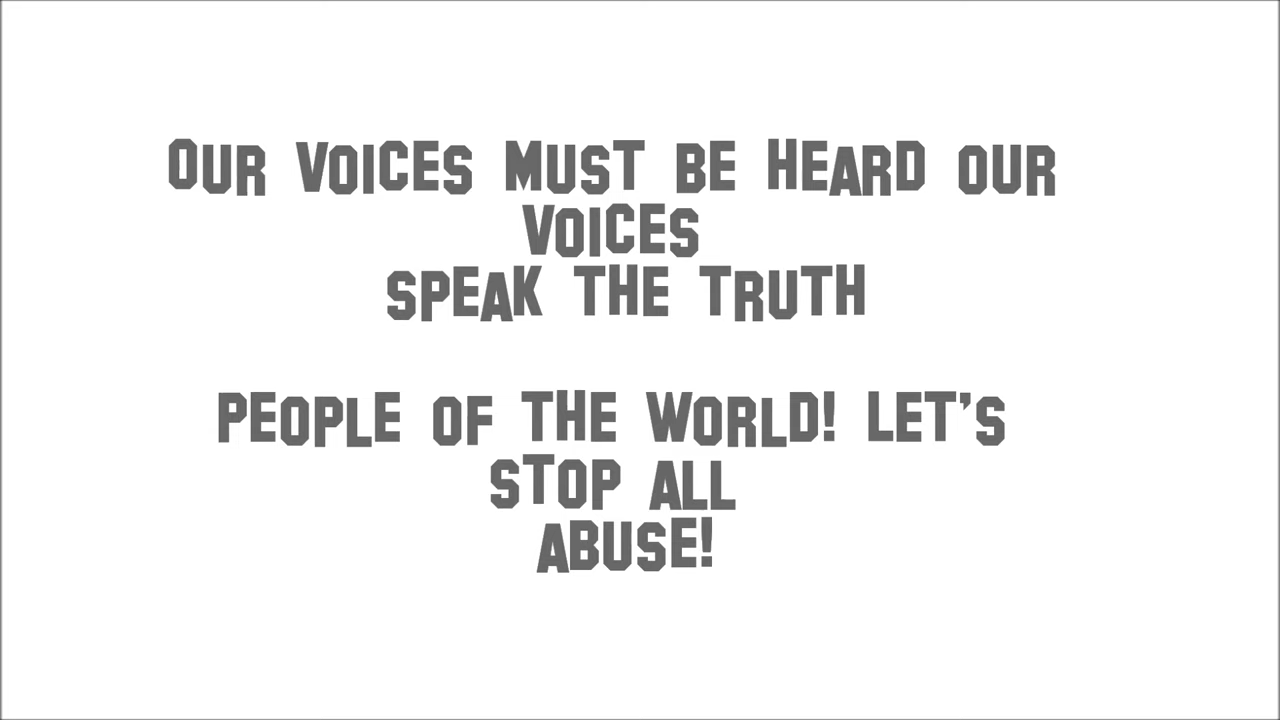 OUR VOICES MUST BE HEARD OUR
VOICES
SPEAK THE TRUTH
PEOPLE OF THE WORLD! LET'S
STOP ALL
ABUSE!